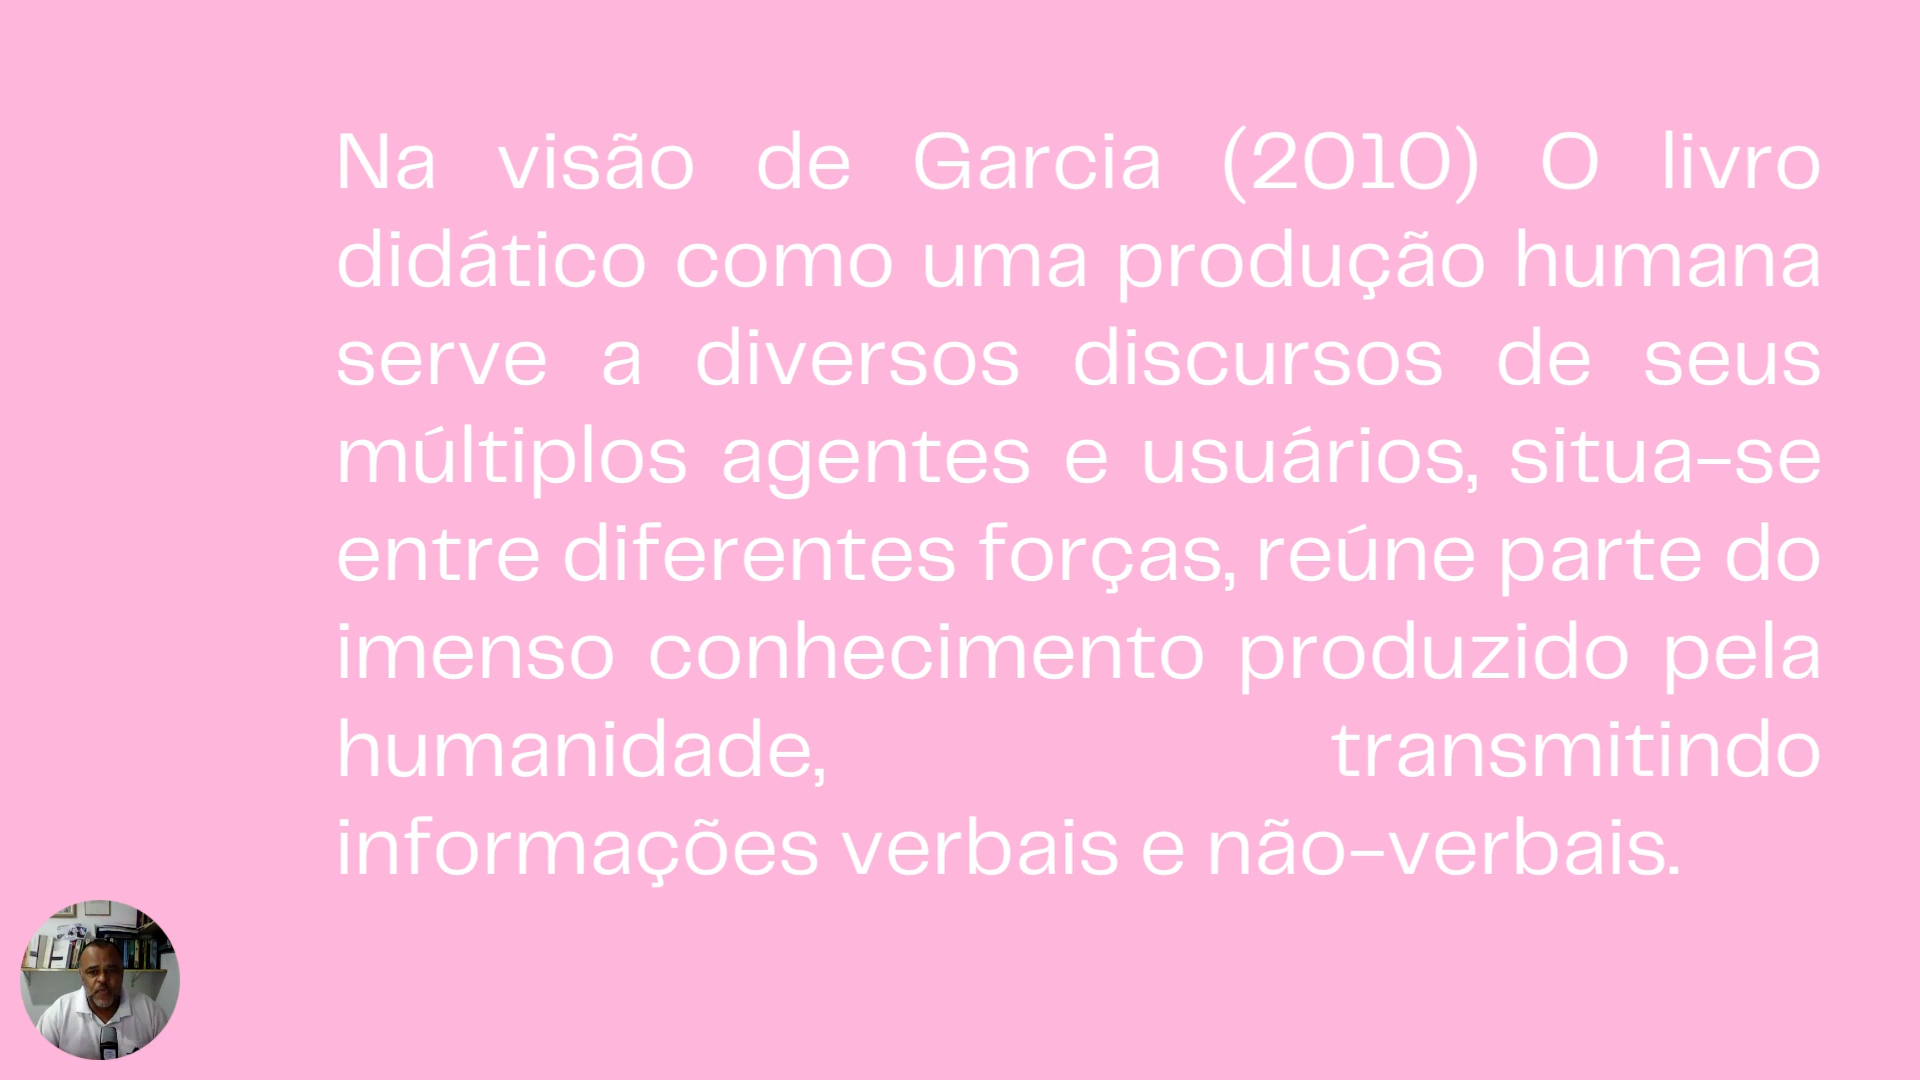 Na visão de Garcia (2010) O livro
didático como uma produção humana
serve a diversos discursos de seus
múltiplos agentes e usuários, situa-se
entre diferentes forças, reúne parte do
imenso conhecimento produzido pela
humanidade, transmitindo
informações verbais e não-verbais.